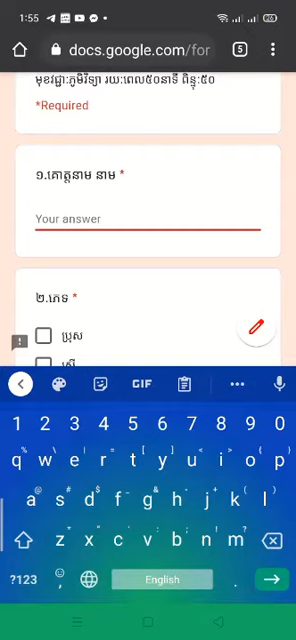 1:55
docs.google.com/for
5
មុខវិជ្ជា:ភូមិវិទ្យា រយ:ពេល៥០នាទី ពិន្ទុ:៥០
*Required
១.គោត្តនាម នាម *
Your answer
២.ភេទ *
ប្រុស
ស្រី
GIF
1 2 3 4 5 6 7 8 9 0
q w e r t y u i o p
a s d f g h j k l
z x c v b n m
?123 , English .